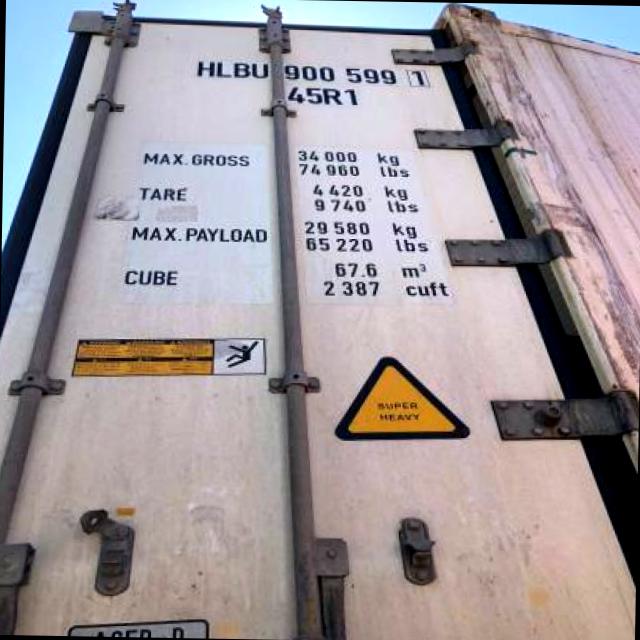 HLBU 900 599 1
45R1
MAX. GROSS 34 000 kg
74 960 lbs
TARE 4 420 kg
9 740 lbs
MAX. PAYLOAD 29 580 kg
65 220 lbs
CUBE 67.6 m³
2 387 cuft
SUPER
HEAVY